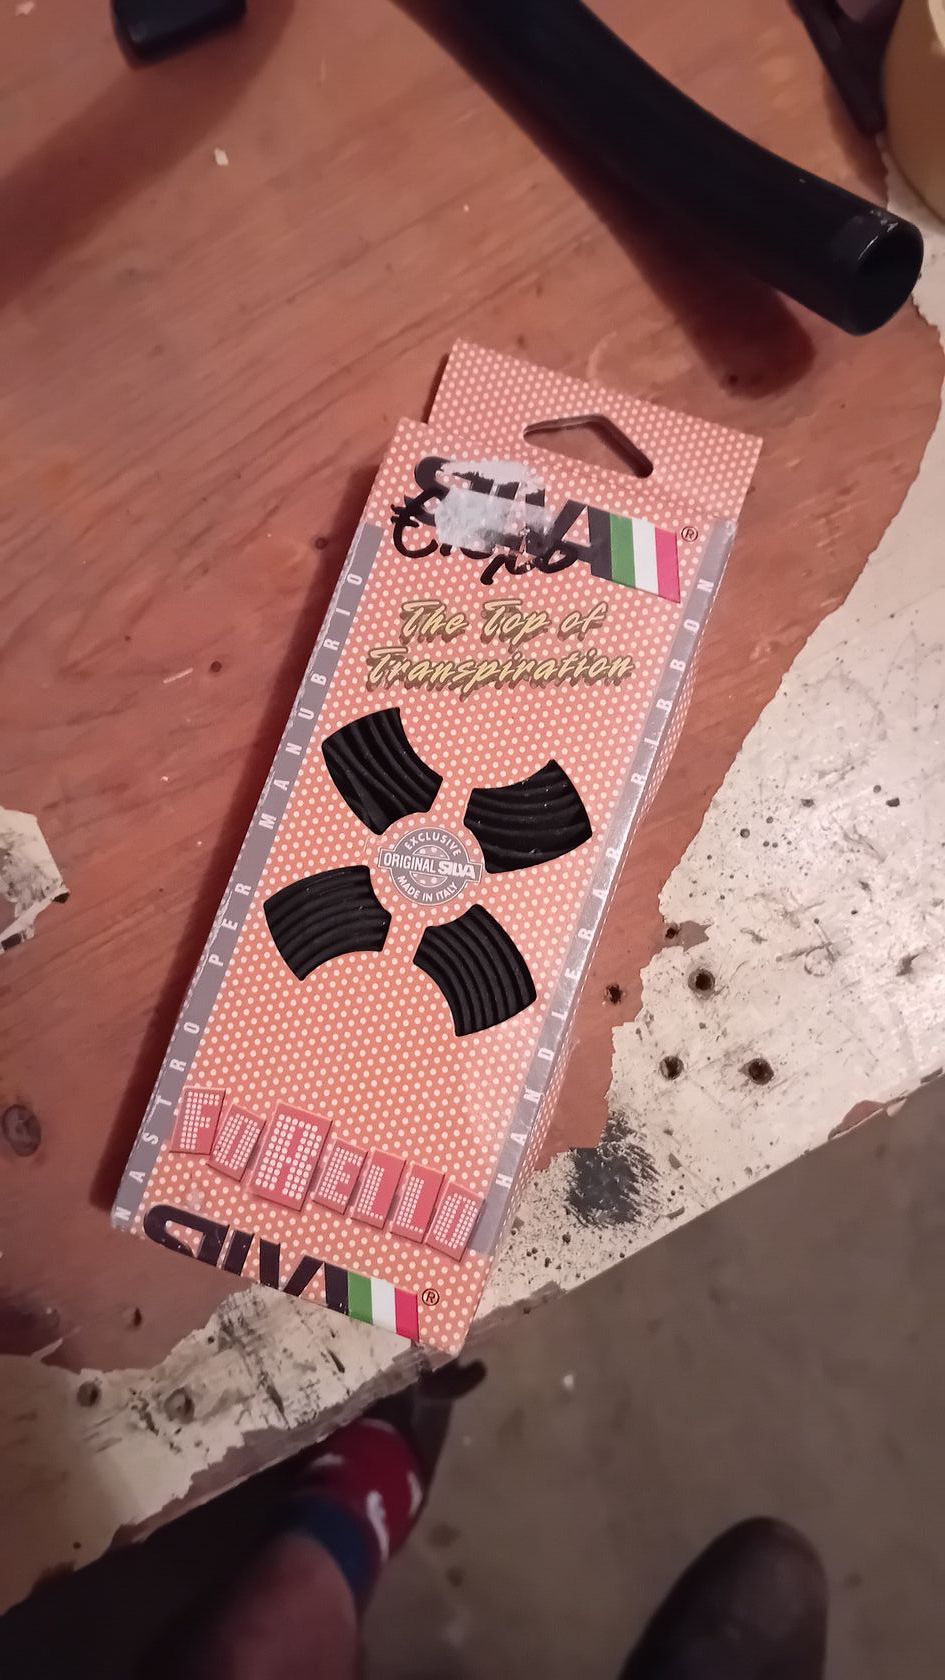 SILVA ®
The Top of
Transpiration
NASTRO PER MANUBRIO
HANDLEBAR RIBBON
EXCLUSIVE
ORIGINAL SILVA
MADE IN ITALY
FORELLO
SILVA ®